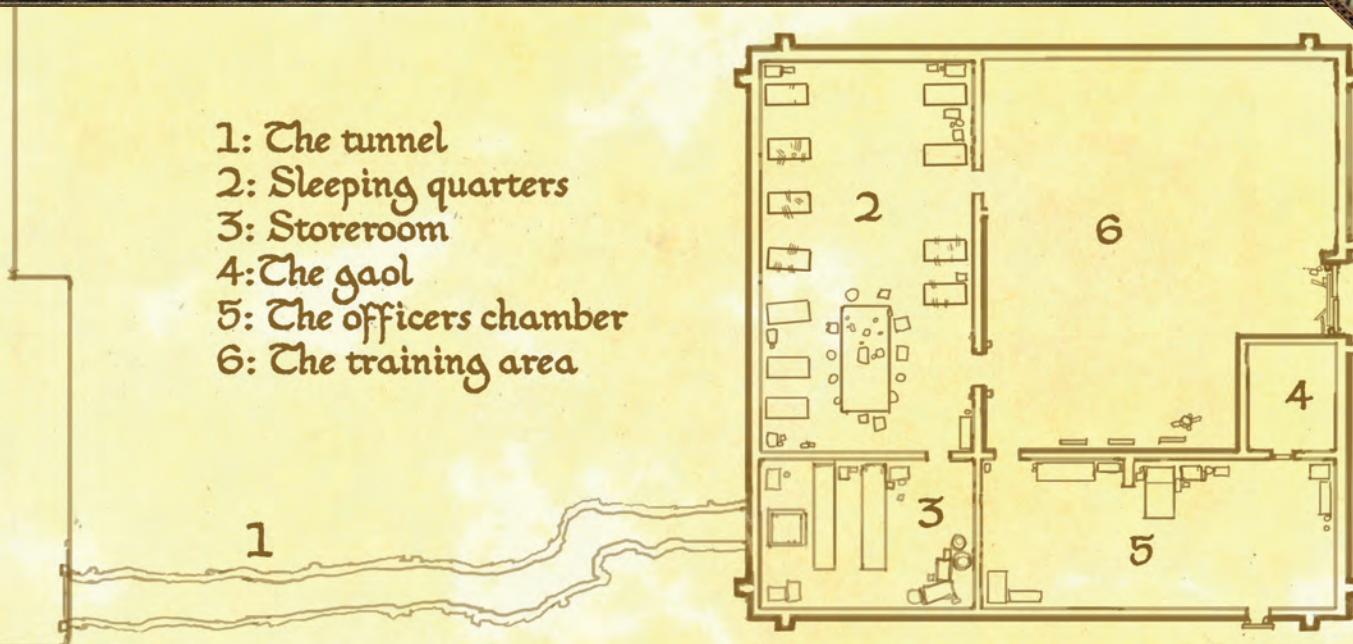 1: The tunnel
2: Sleeping quarters
3: Storeroom
4:The gaol
5: The officers chamber
6: The training area
2
6
4
3
1
5